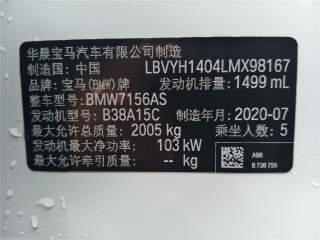 华晨宝马汽车有限公司制造
制造国：中国 LBVYH1404LMX98167
品牌：宝马(BMW)牌 发动机排量：1499 mL
整车型号：BMW7156AS
发动机型号：B38A15C 制造年月：2020-07
最大允许总质量：2005 kg 乘坐人数：5
发动机最大净功率：103 kW A96
最大允许牵引质量：-- kg B73B756